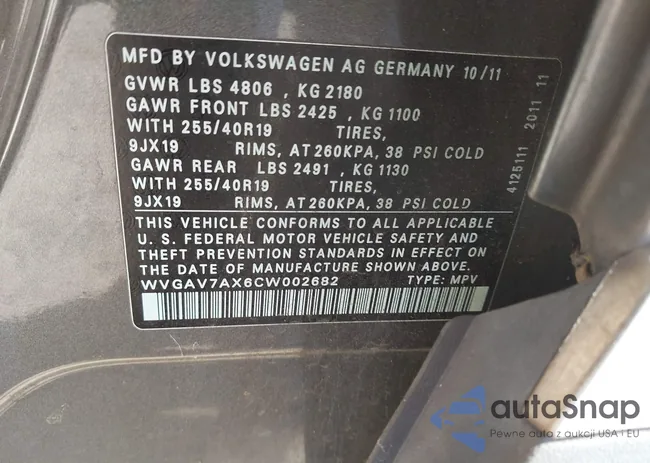 MFD BY VOLKSWAGEN AG GERMANY 10/11
GVWR LBS 4806 , KG 2180
GAWR FRONT LBS 2425 , KG 1100
WITH 255/40R19 TIRES,
9JX19 RIMS, AT 260KPA, 38 PSI COLD
GAWR REAR LBS 2491 , KG 1130
WITH 255/40R19 TIRES,
9JX19 RIMS, AT 260KPA, 38 PSI COLD
THIS VEHICLE CONFORMS TO ALL APPLICABLE
U. S. FEDERAL MOTOR VEHICLE SAFETY AND
THEFT PREVENTION STANDARDS IN EFFECT ON
THE DATE OF MANUFACTURE SHOWN ABOVE.
WVGAV7AX6CW002682 TYPE: MPV
4125111 2011 11
autoSnap
Pewne auto z aukcji USA i EU